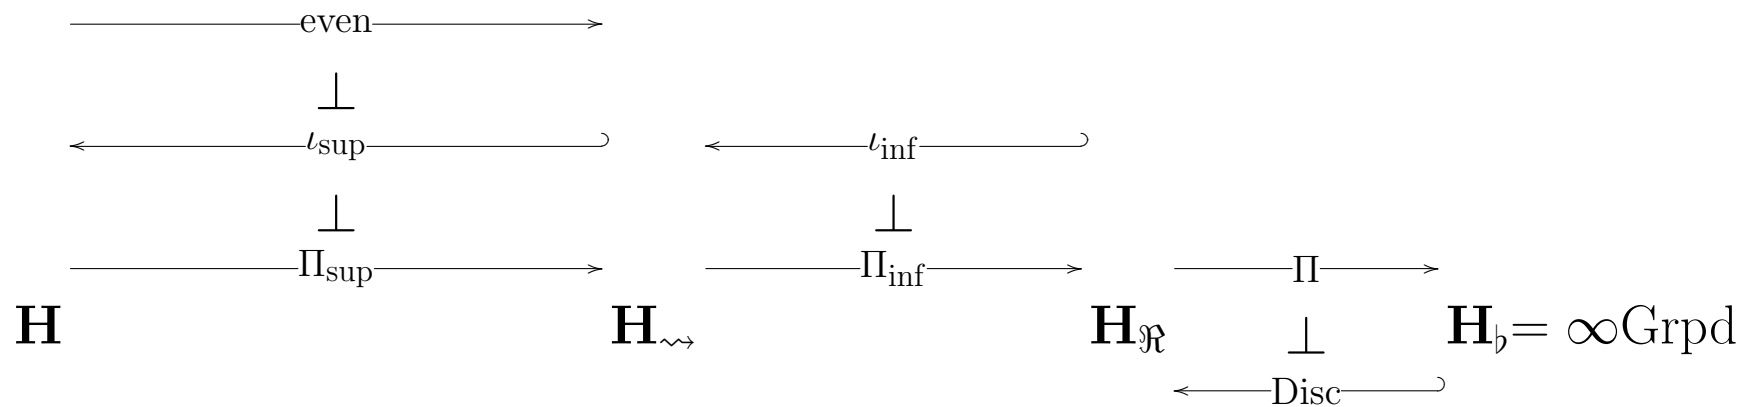 even
⊥
ι_sup ι_inf
⊥ ⊥
Π_sup Π_inf Π
𝐇 𝐇_⇝ 𝐇_ℜ ⊥ 𝐇_♭ = ∞Grpd
Disc